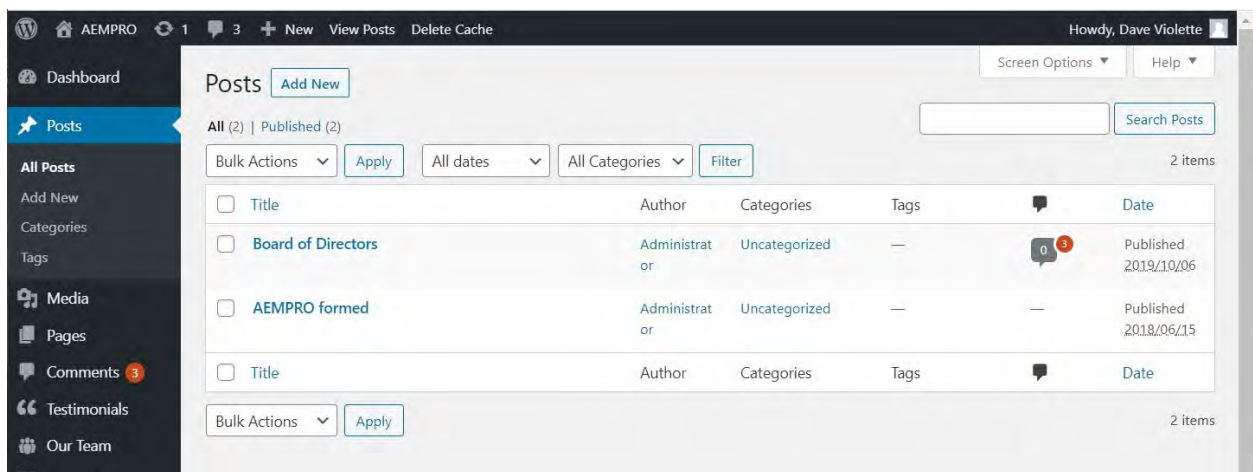 AEMPRO 1 3 New View Posts Delete Cache Howdy, Dave Violette
Dashboard
Posts
All Posts
Add New
Categories
Tags
Media
Pages
Comments 3
Testimonials
Our Team
Screen Options Help
Posts Add New
All (2) | Published (2)
Search Posts
Bulk Actions Apply All dates All Categories Filter 2 items
Title Author Categories Tags Date
Board of Directors Administrat Uncategorized — 0 3 Published
or 2019/10/06
AEMPRO formed Administrat Uncategorized — — Published
or 2018/06/15
Title Author Categories Tags Date
Bulk Actions Apply 2 items